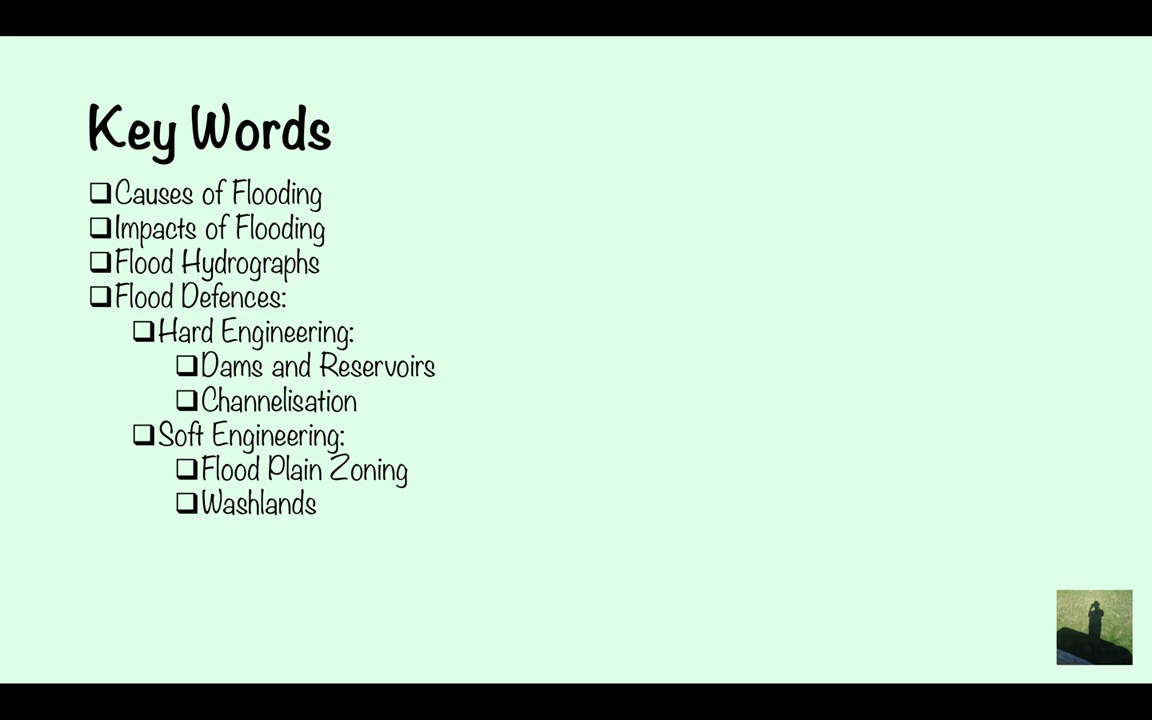 Key Words
❑Causes of Flooding
❑Impacts of Flooding
❑Flood Hydrographs
❑Flood Defences:
❑Hard Engineering:
❑Dams and Reservoirs
❑Channelisation
❑Soft Engineering:
❑Flood Plain Zoning
❑Washlands